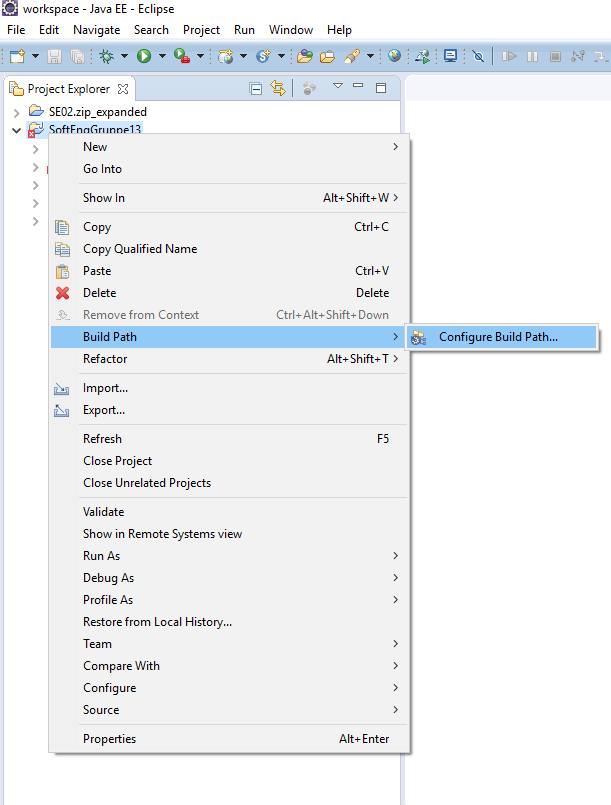 workspace - Java EE - Eclipse
File Edit Navigate Search Project Run Window Help
Project Explorer
SE02.zip_expanded
SoftEngGruppe13
New
Go Into
Show In Alt+Shift+W
Copy Ctrl+C
Copy Qualified Name
Paste Ctrl+V
Delete Delete
Remove from Context Ctrl+Alt+Shift+Down
Build Path
Configure Build Path...
Refactor Alt+Shift+T
Import...
Export...
Refresh F5
Close Project
Close Unrelated Projects
Validate
Show in Remote Systems view
Run As
Debug As
Profile As
Restore from Local History...
Team
Compare With
Configure
Source
Properties Alt+Enter